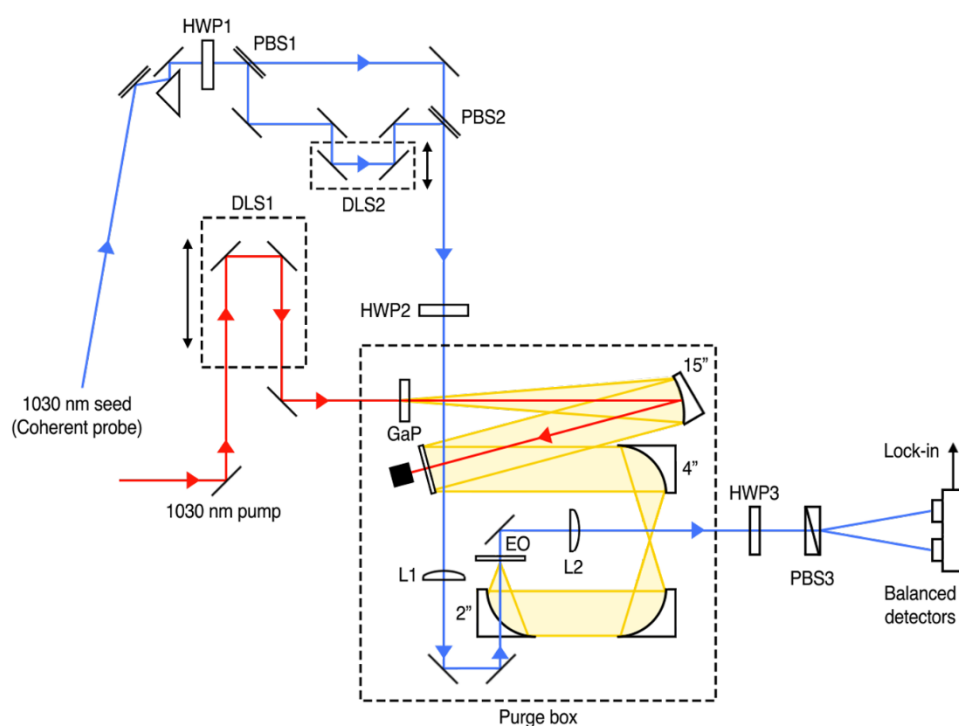 HWP1
PBS1
PBS2
DLS2
DLS1
HWP2
1030 nm seed
(Coherent probe)
1030 nm pump
GaP
15”
4”
Lock-in
HWP3
EO
L2
L1
2”
PBS3
Balanced
detectors
Purge box